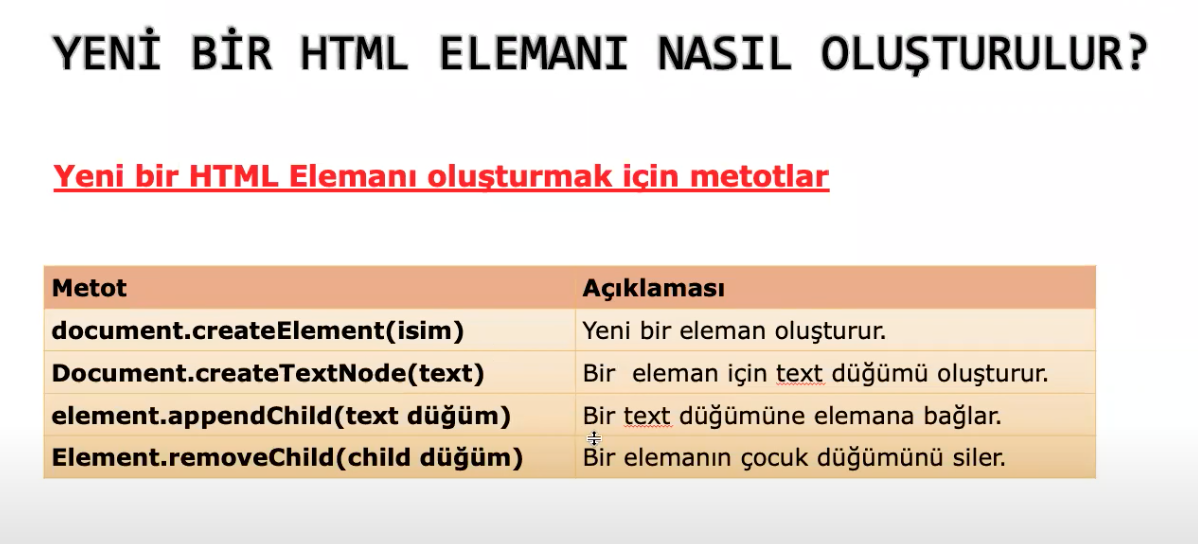 YENİ BİR HTML ELEMANI NASIL OLUŞTURULUR?
Yeni bir HTML Elemanı oluşturmak için metotlar
Metot Açıklaması
document.createElement(isim) Yeni bir eleman oluşturur.
Document.createTextNode(text) Bir eleman için text düğümü oluşturur.
element.appendChild(text düğüm) Bir text düğümüne elemana bağlar.
Element.removeChild(child düğüm) Bir elemanın çocuk düğümünü siler.